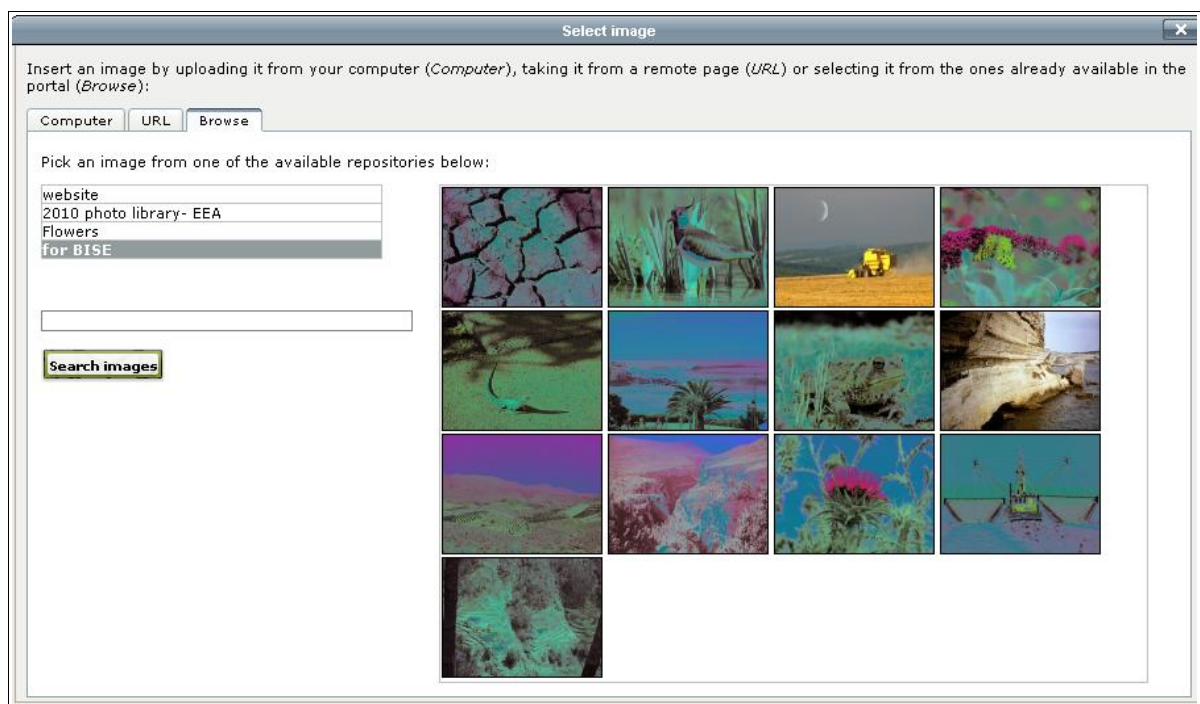 Select image
Insert an image by uploading it from your computer (Computer), taking it from a remote page (URL) or selecting it from the ones already available in the
portal (Browse):
Computer URL Browse
Pick an image from one of the available repositories below:
website
2010 photo library- EEA
Flowers
for BISE
Search images